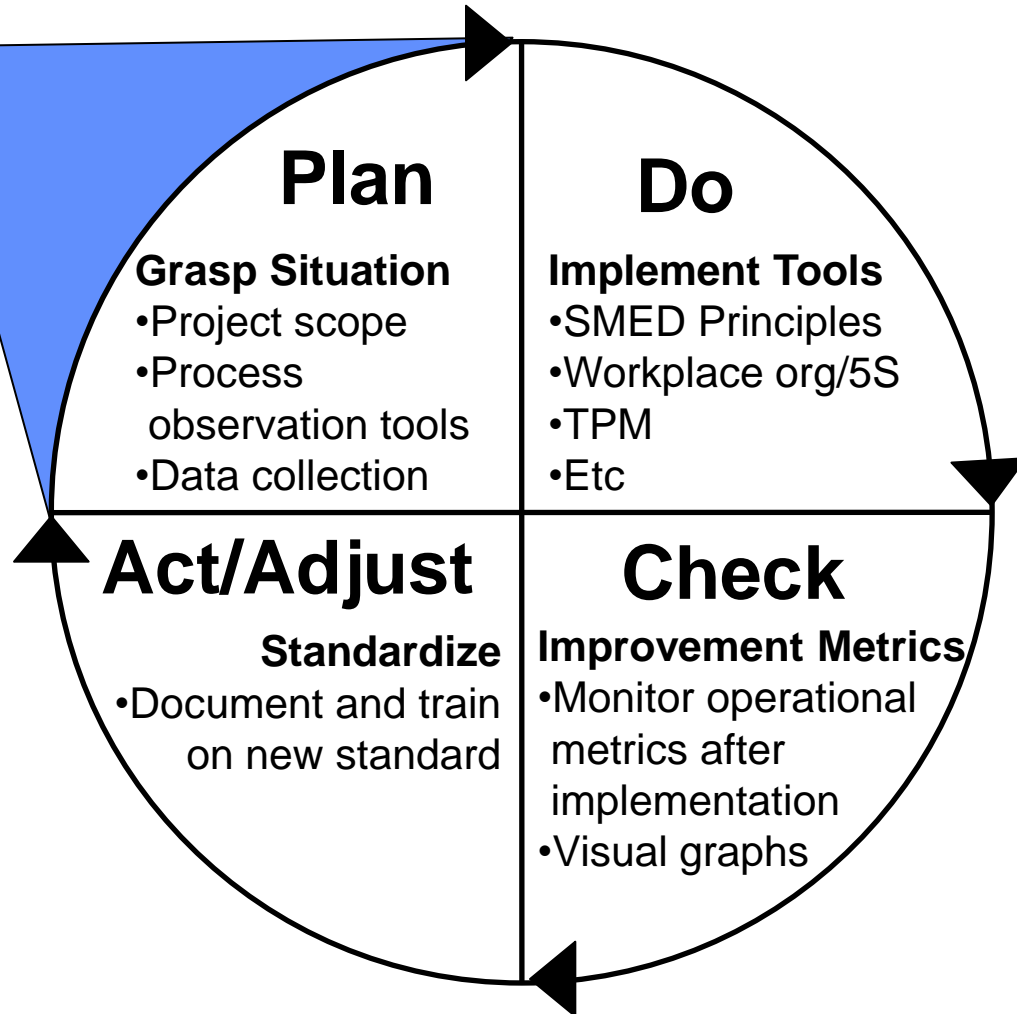 Plan
Grasp Situation
•Project scope
•Process
observation tools
•Data collection
Do
Implement Tools
•SMED Principles
•Workplace org/5S
•TPM
•Etc
Act/Adjust
Standardize
•Document and train
on new standard
Check
Improvement Metrics
•Monitor operational
metrics after
implementation
•Visual graphs